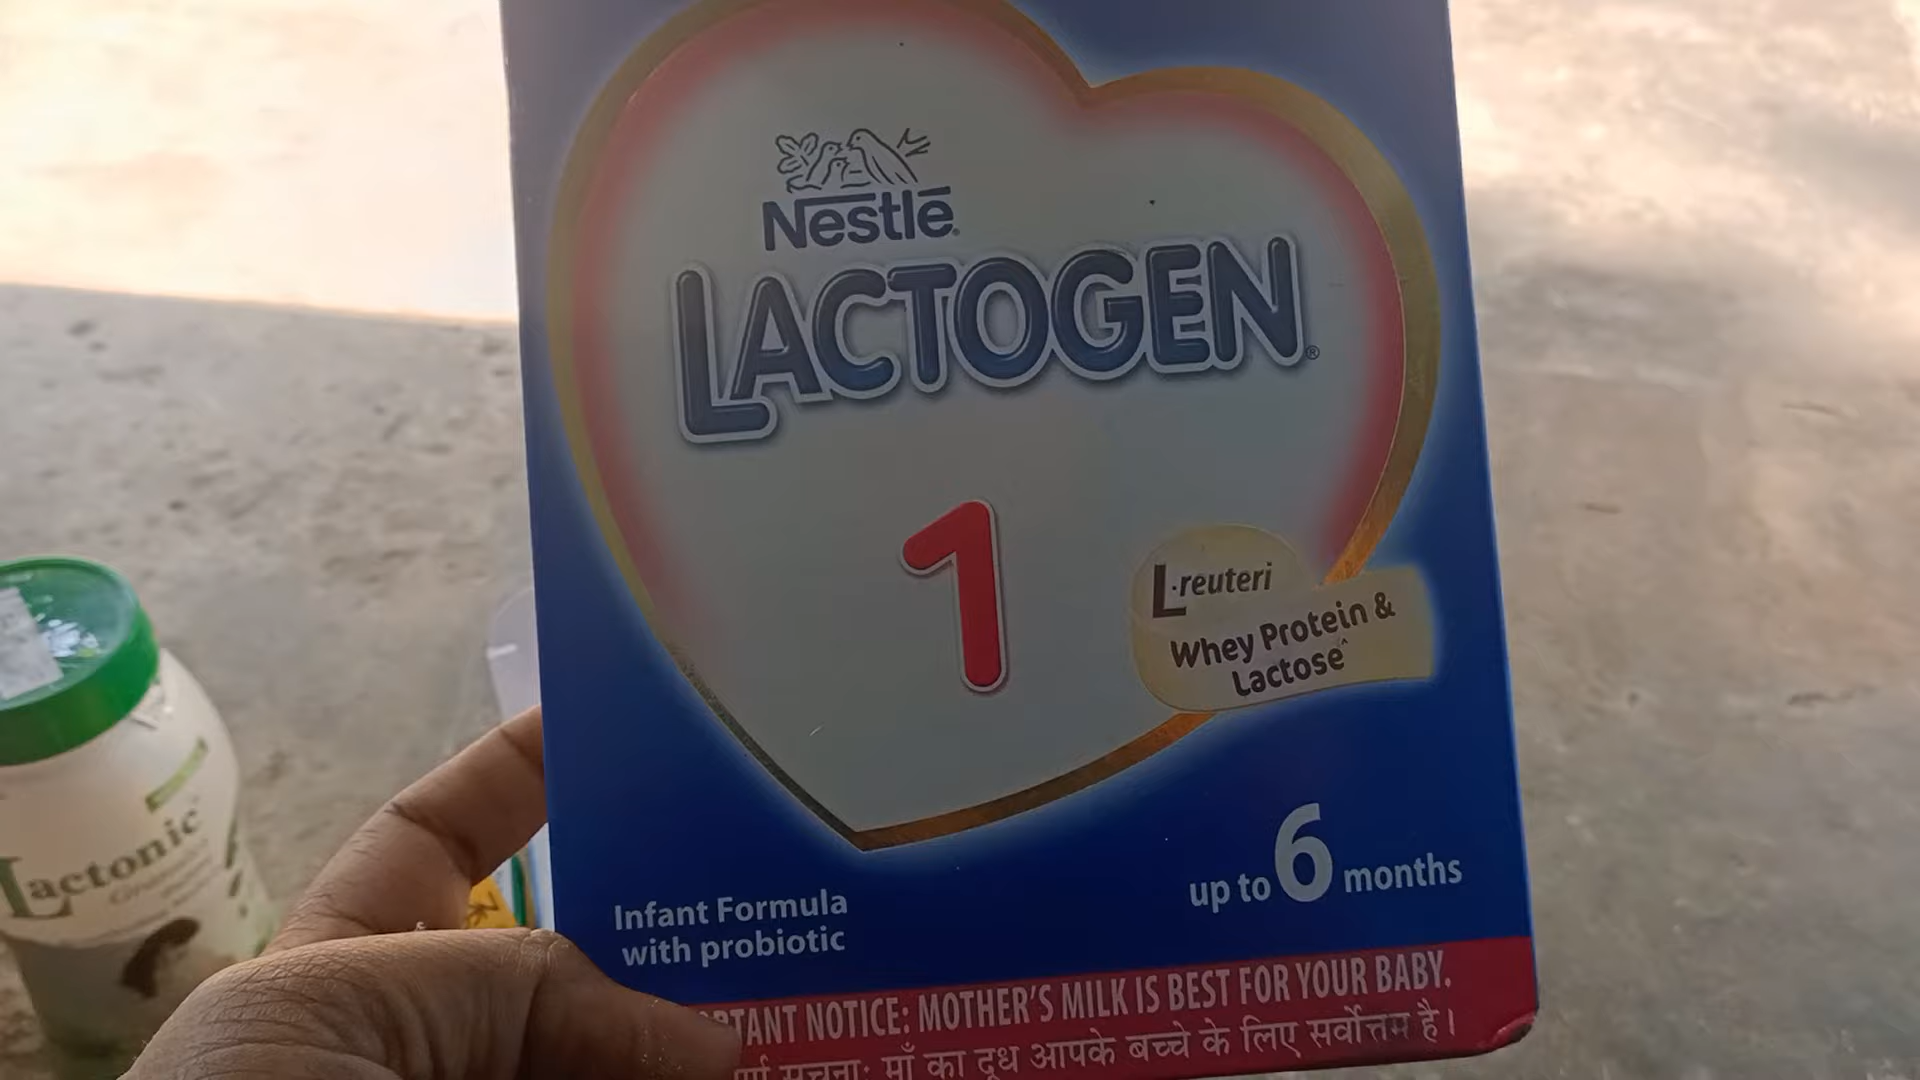 Nestlé
LACTOGEN®
1
L-reuteri
Whey Protein &
Lactose^
up to 6 months
Infant Formula
with probiotic
NOTICE: MOTHER'S MILK IS BEST FOR YOUR BABY.
माँ का दूध आपके बच्चे के लिए सर्वोत्तम है।
Lactonic